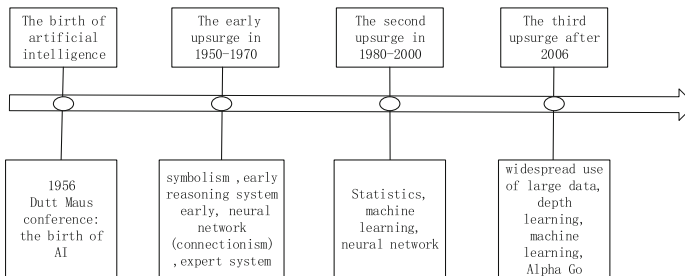 The birth of
artificial
intelligence
The early
upsurge in
1950-1970
The second
upsurge in
1980-2000
The third
upsurge after
2006
1956
Dutt Maus
conference:
the birth of
AI
symbolism ,early
reasoning system
early, neural
network
(connectionism)
,expert system
Statistics,
machine
learning,
neural network
widespread use
of large data,
depth
learning,
machine
learning,
Alpha Go